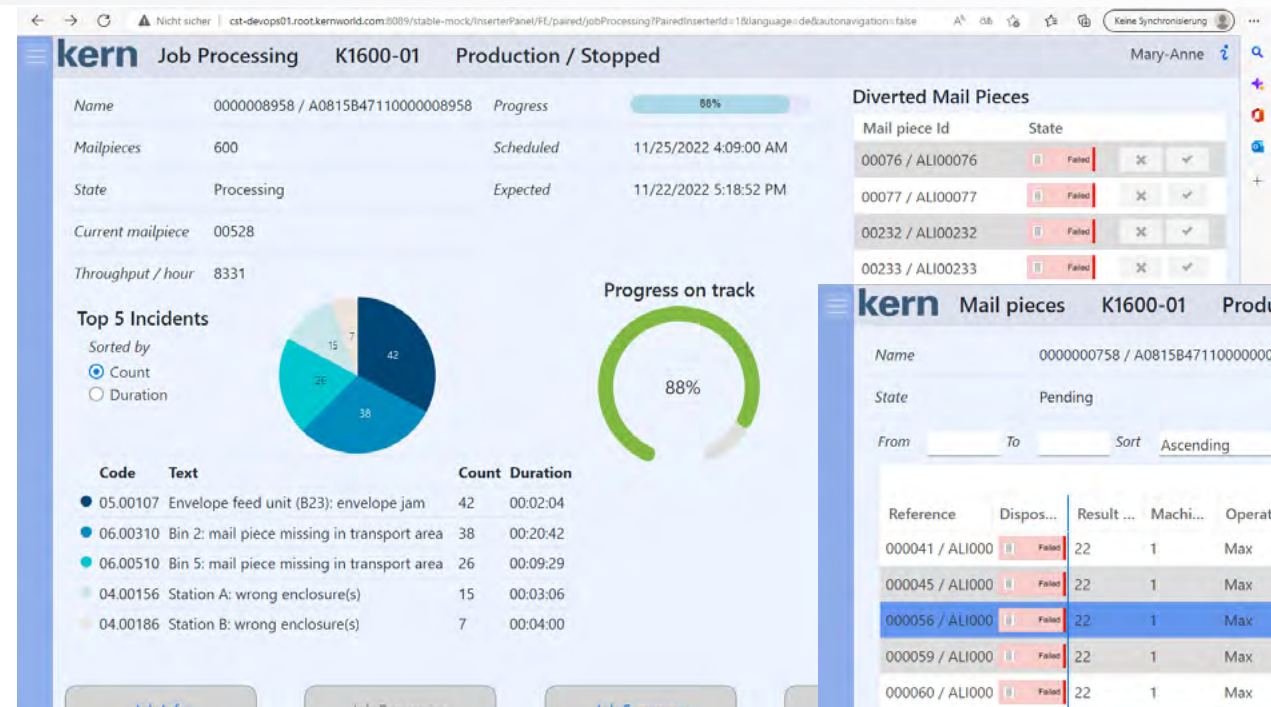 Nicht sicher | cst-devops01.root.kernworld.com:8089/stable-mock/InserterPanel/FE/paired/jobProcessing?PairedInserterId=1&language=de&autonavigation=false
Keine Synchronisierung
kern Job Processing K1600-01 Production / Stopped Mary-Anne i
Name 0000008958 / A0815B47110000008958 Progress 88%
Mailpieces 600 Scheduled 11/25/2022 4:09:00 AM
State Processing Expected 11/22/2022 5:18:52 PM
Current mailpiece 00528
Throughput / hour 8331
Diverted Mail Pieces
Mail piece Id State
00076 / ALI00076 Failed
00077 / ALI00077 Failed
00232 / ALI00232 Failed
00233 / ALI00233 Failed
Top 5 Incidents
Sorted by
Count
Duration
42
38
26
15
7
Progress on track
88%
Code Text Count Duration
05.00107 Envelope feed unit (B23): envelope jam 42 00:02:04
06.00310 Bin 2: mail piece missing in transport area 38 00:20:42
06.00510 Bin 5: mail piece missing in transport area 26 00:09:29
04.00156 Station A: wrong enclosure(s) 15 00:03:06
04.00186 Station B: wrong enclosure(s) 7 00:04:00
kern Mail pieces K1600-01 Produ
Name 0000000758 / A0815B4711000000
State Pending
From To Sort Ascending
Reference Dispos... Result ... Machi... Operat
000041 / ALI000 Failed 22 1 Max
000045 / ALI000 Failed 22 1 Max
000056 / ALI000 Failed 22 1 Max
000059 / ALI000 Failed 22 1 Max
000060 / ALI000 Failed 22 1 Max